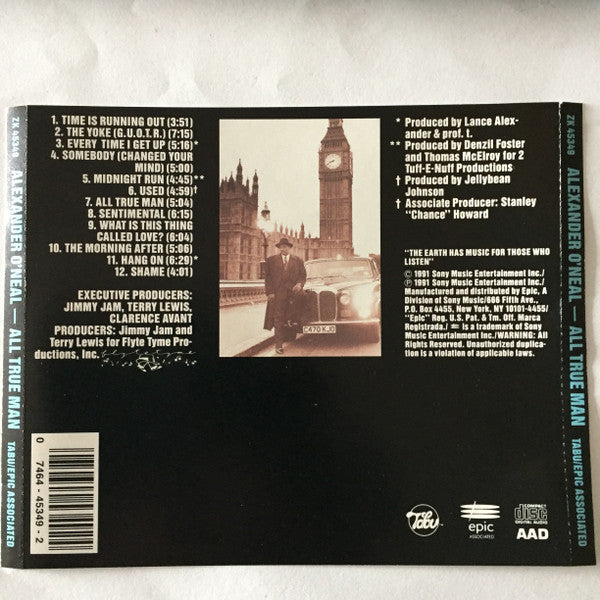 ZK 45349 ALEXANDER O'NEAL — ALL TRUE MAN TABU/EPIC ASSOCIATED
1. TIME IS RUNNING OUT (3:51)
2. THE YOKE (G.U.O.T.R.) (7:15)
3. EVERY TIME I GET UP (5:16)*
4. SOMEBODY (CHANGED YOUR
MIND) (5:00)
5. MIDNIGHT RUN (4:45)**
6. USED (4:59)†
7. ALL TRUE MAN (5:04)
8. SENTIMENTAL (6:15)
9. WHAT IS THIS THING
CALLED LOVE? (6:04)
10. THE MORNING AFTER (5:06)
11. HANG ON (6:29)*
12. SHAME (4:01)
EXECUTIVE PRODUCERS:
JIMMY JAM, TERRY LEWIS,
CLARENCE AVANT
PRODUCERS: Jimmy Jam and
Terry Lewis for Flyte Tyme Pro-
ductions, Inc.
C470 KJO
* Produced by Lance Alex-
ander & prof. t.
** Produced by Denzil Foster
and Thomas McElroy for 2
Tuff-E-Nuff Productions
† Produced by Jellybean
Johnson
† Associate Producer: Stanley
"Chance" Howard
"THE EARTH HAS MUSIC FOR THOSE WHO
LISTEN"
© 1991 Sony Music Entertainment Inc./
℗ 1991 Sony Music Entertainment Inc./
Manufactured and distributed by Epic, A
Division of Sony Music/666 Fifth Ave.,
P.O. Box 4455, New York, NY 10101-4455/
"Epic" Reg. U.S. Pat. & Tm. Off. Marca
Registrada./ is a trademark of Sony
Music Entertainment Inc./WARNING: All
Rights Reserved. Unauthorized duplica-
tion is a violation of applicable laws.
0 7464-45349-2
Tabu
epic
ASSOCIATED
COMPACT
disc
DIGITAL AUDIO
AAD
ZK 45349 ALEXANDER O'NEAL — ALL TRUE MAN TABU/EPIC ASSOCIATED